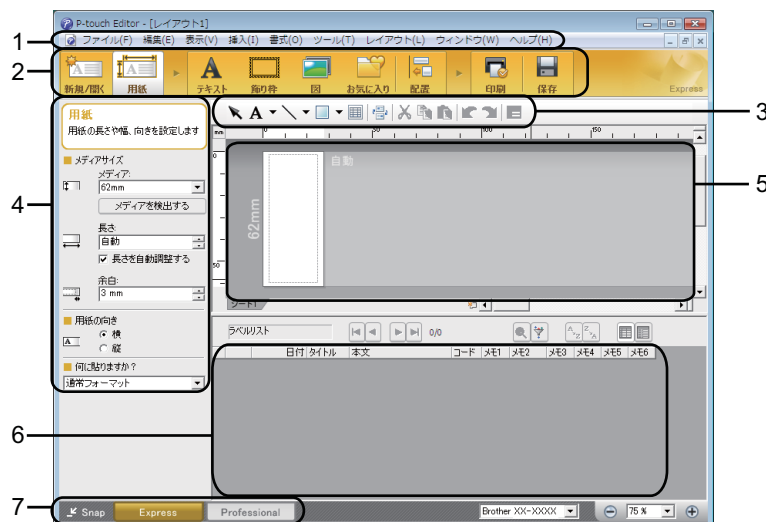 P-touch Editor - [レイアウト1]
1 ファイル(F) 編集(E) 表示(V) 挿入(I) 書式(O) ツール(T) レイアウト(L) ウィンドウ(W) ヘルプ(H)
2
新規/開く 用紙 テキスト 飾り枠 図 お気に入り 配置 印刷 保存 Express
用紙
用紙の長さや幅、向きを設定します
メディアサイズ
メディア:
62mm
メディアを検出する
長さ:
自動
長さを自動調整する
余白:
3 mm
用紙の向き
横
縦
何に貼りますか?
通常フォーマット
4
A 3
mm 0 50 100 150
0
50
自動
62mm
5
シート1
ラベルリスト 0/0
日付 タイトル 本文 コード メモ1 メモ2 メモ3 メモ4 メモ5 メモ6
6
7 Snap Express Professional Brother XX-XXXX 75 %